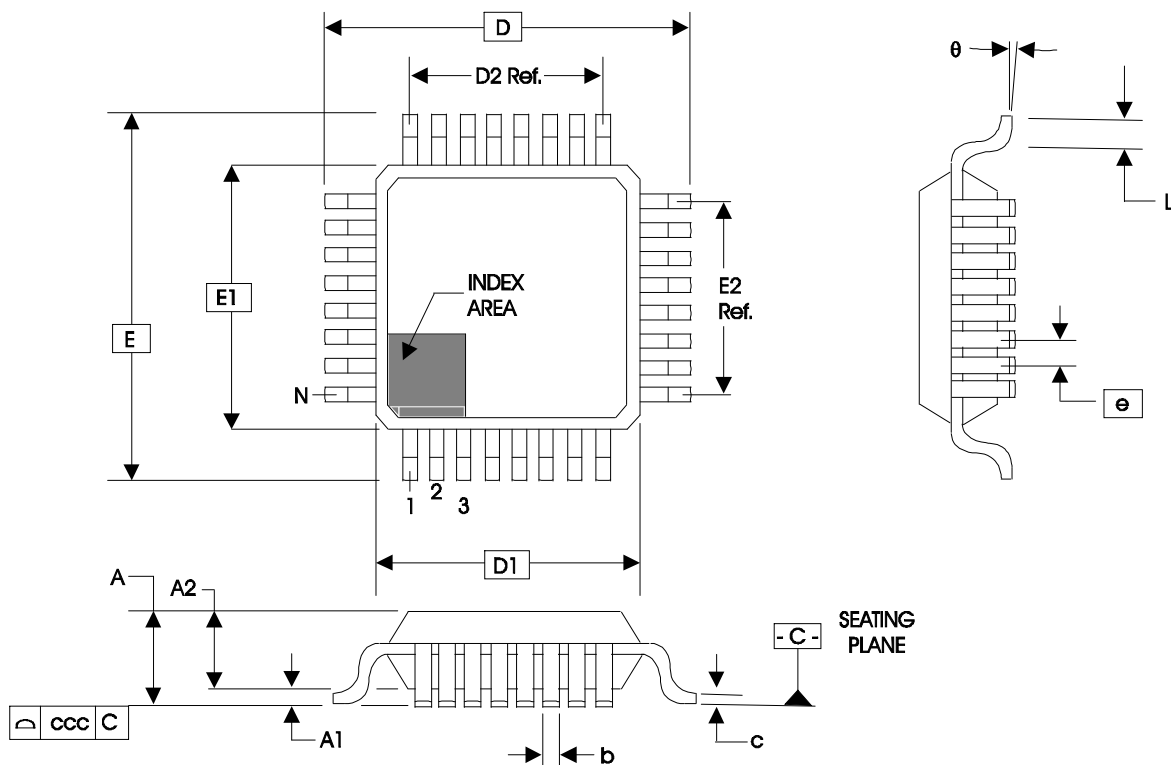 D
θ
D2 Ref.
L
INDEX
AREA
E1
E2
Ref.
E
N
e
1
2
3
D1
A
A2
- C -
SEATING
PLANE
ccc C
A1
b
c